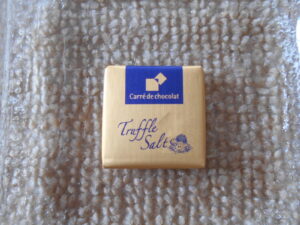 Carré de chocolat
Truffle
Salt